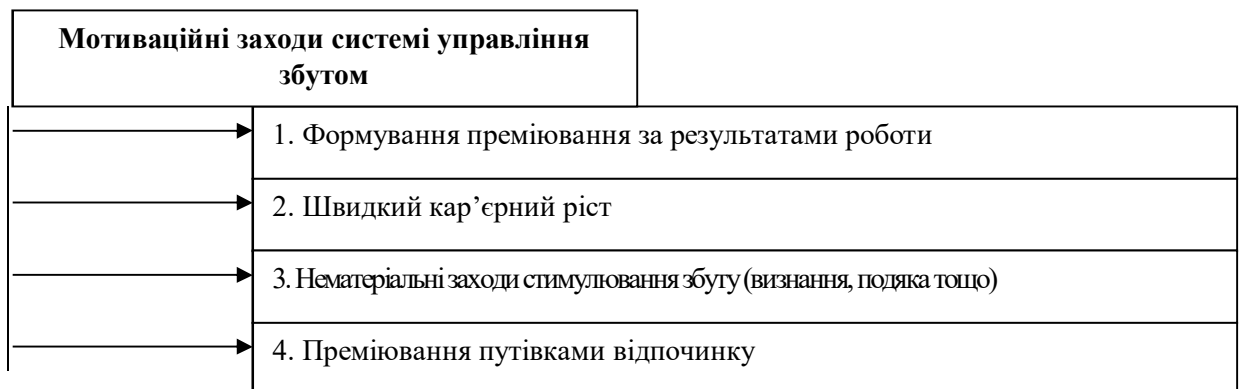 Мотиваційні заходи системі управління
збутом
1. Формування преміювання за результатами роботи
2. Швидкий кар’єрний ріст
3. Нематеріальні заходи стимулювання збуту (визнання, подяка тощо)
4. Преміювання путівками відпочинку